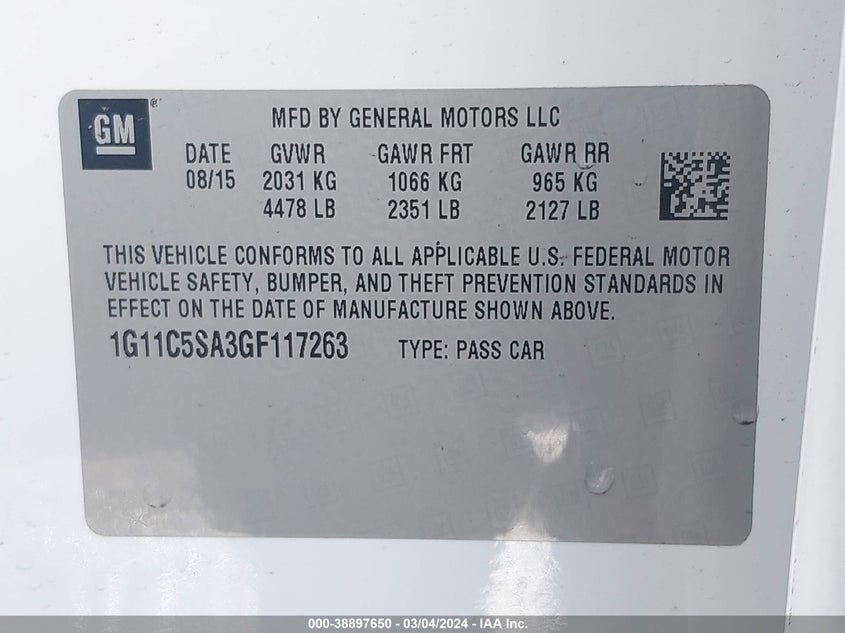 GM®
MFD BY GENERAL MOTORS LLC
DATE GVWR GAWR FRT GAWR RR
08/15 2031 KG 1066 KG 965 KG
4478 LB 2351 LB 2127 LB
THIS VEHICLE CONFORMS TO ALL APPLICABLE U.S. FEDERAL MOTOR
VEHICLE SAFETY, BUMPER, AND THEFT PREVENTION STANDARDS IN
EFFECT ON THE DATE OF MANUFACTURE SHOWN ABOVE.
1G11C5SA3GF117263 TYPE: PASS CAR
000-38897650 / 03/04/2024 - IAA Inc.